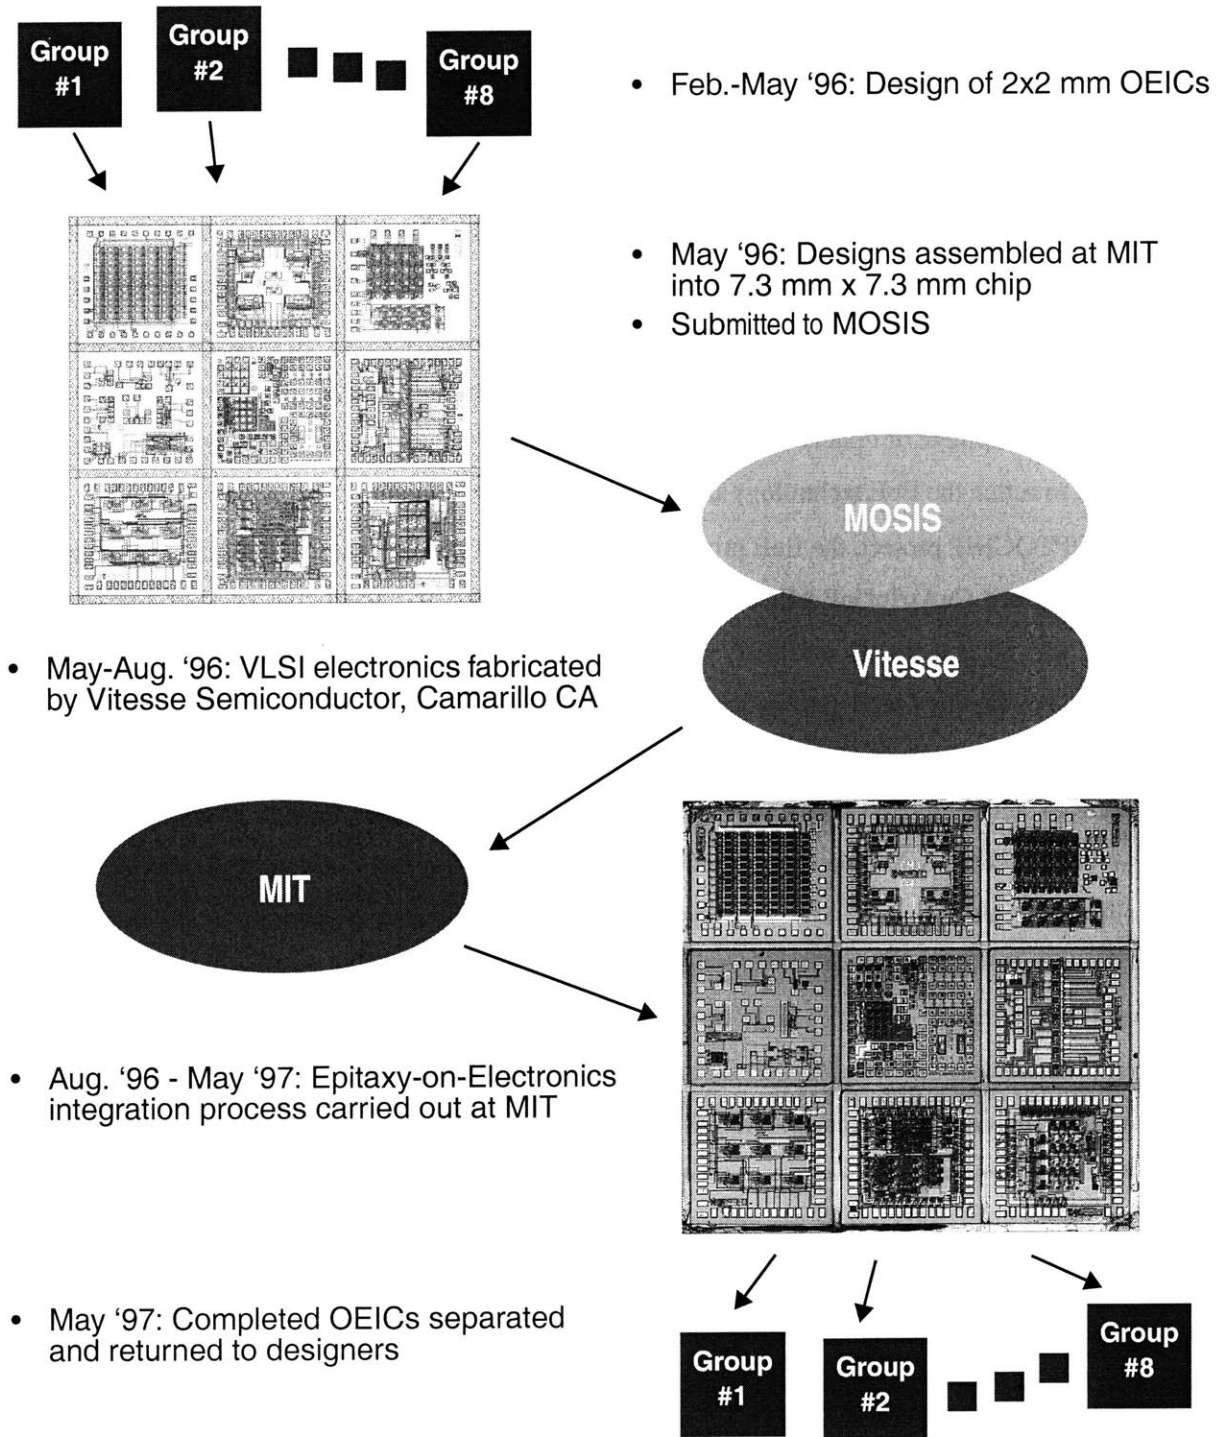 Group
#1
Group
#2
Group
#8
• Feb.-May ‘96: Design of 2x2 mm OEICs
• May ‘96: Designs assembled at MIT
into 7.3 mm x 7.3 mm chip
• Submitted to MOSIS
MOSIS
Vitesse
• May-Aug. ‘96: VLSI electronics fabricated
by Vitesse Semiconductor, Camarillo CA
MIT
• Aug. ‘96 - May ‘97: Epitaxy-on-Electronics
integration process carried out at MIT
• May ‘97: Completed OEICs separated
and returned to designers
Group
#1
Group
#2
Group
#8